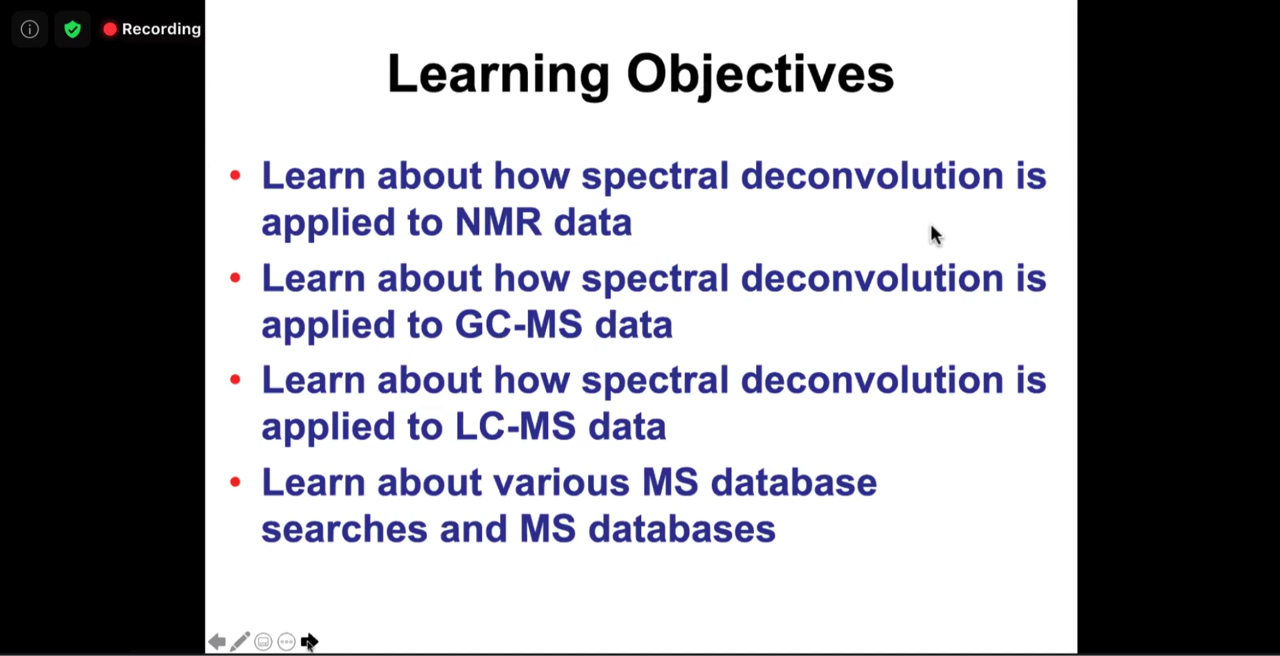 Recording
Learning Objectives
• Learn about how spectral deconvolution is
applied to NMR data
• Learn about how spectral deconvolution is
applied to GC-MS data
• Learn about how spectral deconvolution is
applied to LC-MS data
• Learn about various MS database
searches and MS databases